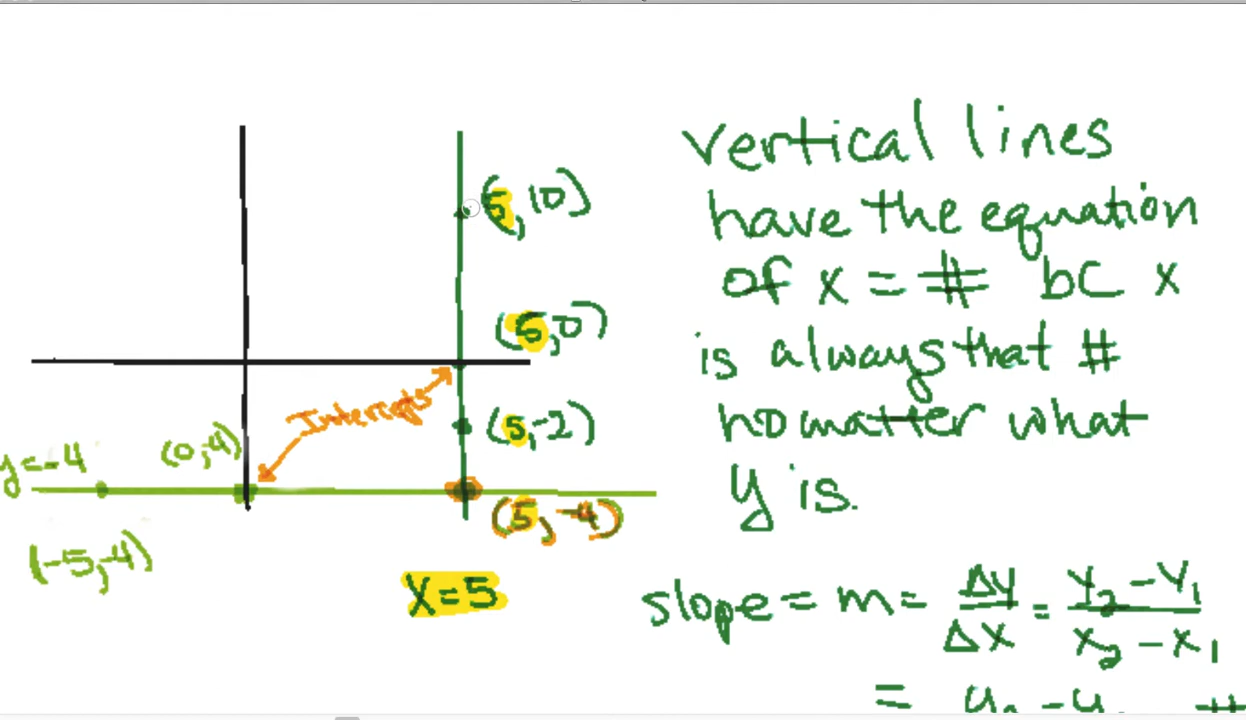 (5,10)
(5,0)
Intercepts
(5,-2)
(0,-4)
y=-4
(5,-4)
(-5,-4)
X=5
vertical lines
have the equation
of x = # bc x
is always that #
no matter what
y is.
slope = m = Δy/Δx = y₂-y₁/x₂-x₁